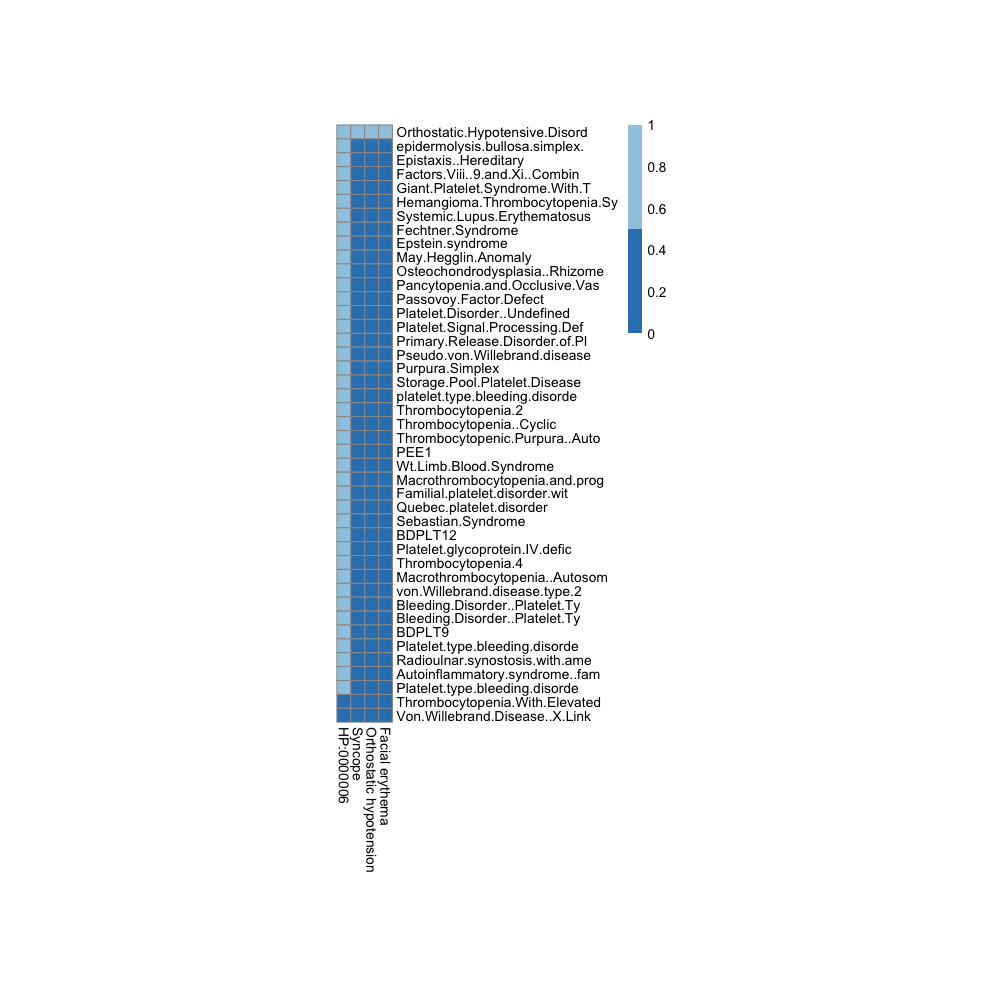 Orthostatic.Hypotensive.Disord
epidermolysis.bullosa.simplex.
Epistaxis..Hereditary
Factors.Viii..9.and.Xi..Combin
Giant.Platelet.Syndrome.With.T
Hemangioma.Thrombocytopenia.Sy
Systemic.Lupus.Erythematosus
Fechtner.Syndrome
Epstein.syndrome
May.Hegglin.Anomaly
Osteochondrodysplasia..Rhizome
Pancytopenia.and.Occlusive.Vas
Passovoy.Factor.Defect
Platelet.Disorder..Undefined
Platelet.Signal.Processing.Def
Primary.Release.Disorder.of.Pl
Pseudo.von.Willebrand.disease
Purpura.Simplex
Storage.Pool.Platelet.Disease
platelet.type.bleeding.disorde
Thrombocytopenia.2
Thrombocytopenia..Cyclic
Thrombocytopenic.Purpura..Auto
PEE1
Wt.Limb.Blood.Syndrome
Macrothrombocytopenia.and.prog
Familial.platelet.disorder.wit
Quebec.platelet.disorder
Sebastian.Syndrome
BDPLT12
Platelet.glycoprotein.IV.defic
Thrombocytopenia.4
Macrothrombocytopenia..Autosom
von.Willebrand.disease.type.2
Bleeding.Disorder..Platelet.Ty
Bleeding.Disorder..Platelet.Ty
BDPLT9
Platelet.type.bleeding.disorde
Radioulnar.synostosis.with.ame
Autoinflammatory.syndrome..fam
Platelet.type.bleeding.disorde
Thrombocytopenia.With.Elevated
Von.Willebrand.Disease..X.Link
1
0.8
0.6
0.4
0.2
0
HP:0000006
Syncope
Orthostatic hypotension
Facial erythema